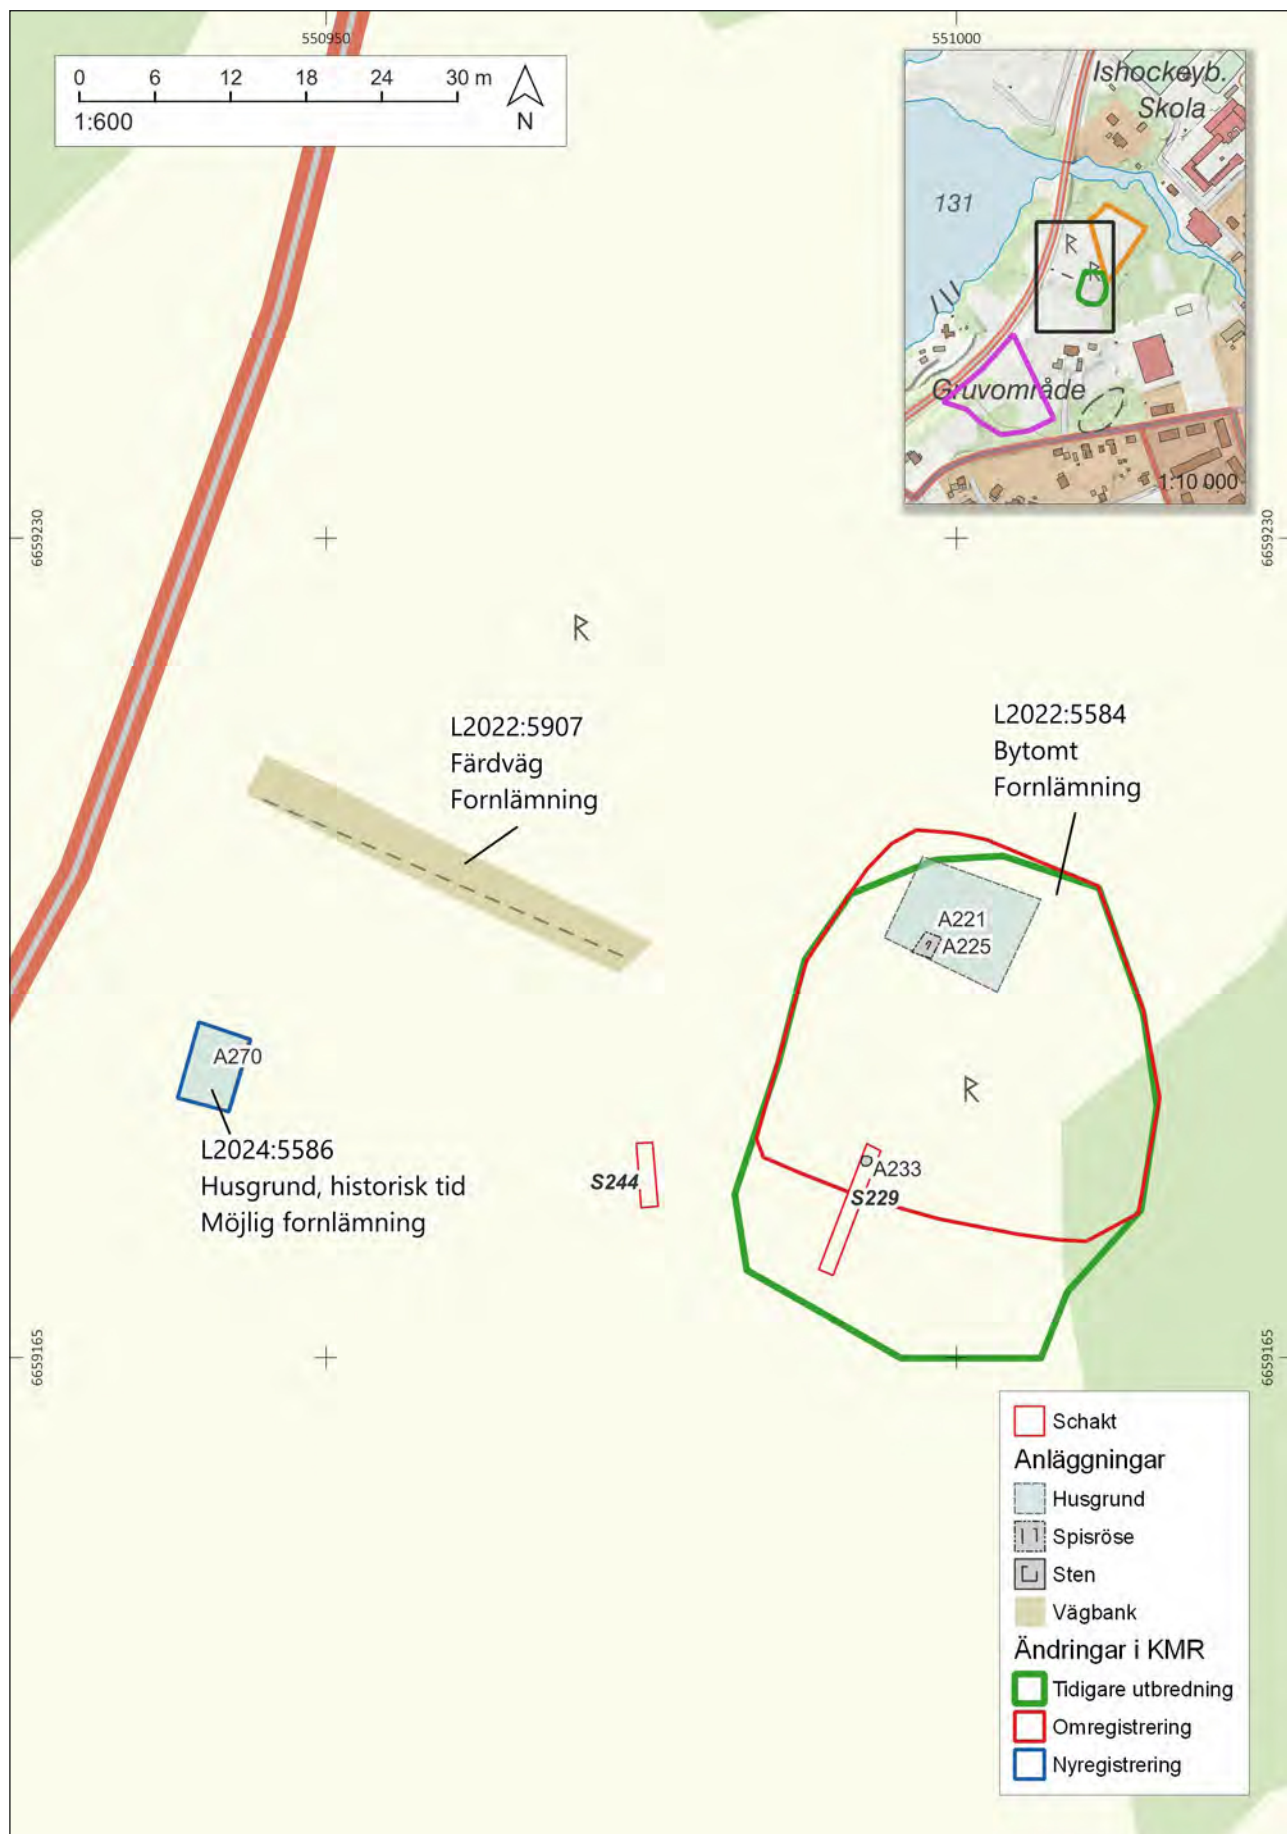 550950
551000
0 6 12 18 24 30 m
1:600
N
Ishockeyb.
Skola
131
R
R
Gruvområde
1:10 000
6659230
6659230
R
L2022:5907
Färdväg
Fornlämning
L2022:5584
Bytomt
Fornlämning
A221
A225
A270
R
L2024:5586
Husgrund, historisk tid
Möjlig fornlämning
S244
A233
S229
6659165
6659165
Schakt
Anläggningar
Husgrund
Spisröse
Sten
Vägbank
Ändringar i KMR
Tidigare utbredning
Omregistrering
Nyregistrering